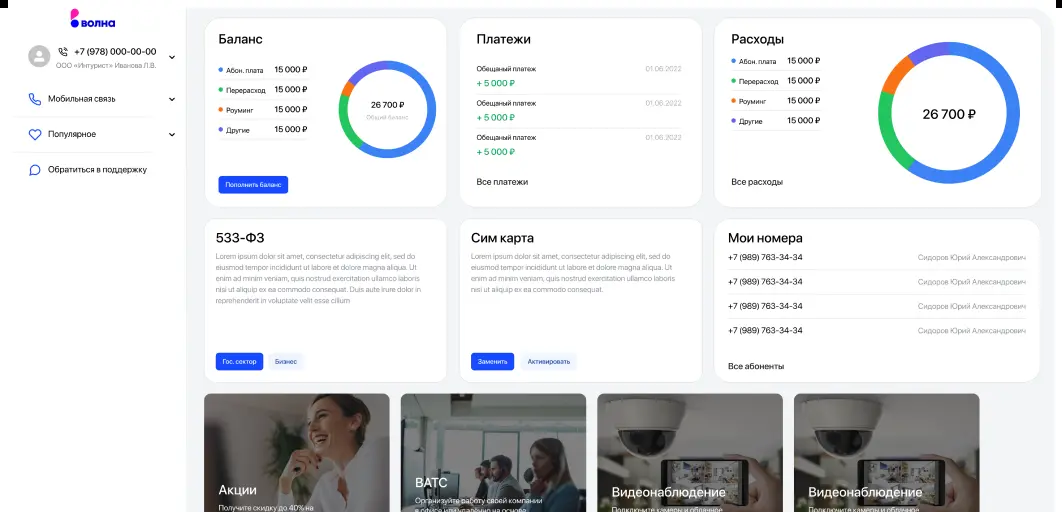 волна
+7 (978) 000-00-00
ООО «Интурист» Иванова Л.В.
Мобильная связь
Популярное
Обратиться в поддержку
Баланс
Абон. плата 15 000 ₽
Перерасход 15 000 ₽
Роуминг 15 000 ₽
Другие 15 000 ₽
26 700 ₽
Общий баланс
Пополнить баланс
Платежи
Обещаный платеж 01.06.2022
+ 5 000 ₽
Обещаный платеж 01.06.2022
+ 5 000 ₽
Обещаный платеж 01.06.2022
+ 5 000 ₽
Все платежи
Расходы
Абон. плата 15 000 ₽
Перерасход 15 000 ₽
Роуминг 15 000 ₽
Другие 15 000 ₽
26 700 ₽
Все расходы
533-ФЗ
Lorem ipsum dolor sit amet, consectetur adipiscing elit, sed do
eiusmod tempor incididunt ut labore et dolore magna aliqua. Ut
enim ad minim veniam, quis nostrud exercitation ullamco laboris
nisi ut aliquip ex ea commodo consequat. Duis aute irure dolor in
reprehenderit in voluptate velit esse cillum
Гос. сектор
Бизнес
Сим карта
Lorem ipsum dolor sit amet, consectetur adipiscing elit, sed do
eiusmod tempor incididunt ut labore et dolore magna aliqua. Ut
enim ad minim veniam, quis nostrud exercitation ullamco laboris
nisi ut aliquip ex ea commodo consequat.
Заменить
Активировать
Мои номера
+7 (989) 763-34-34 Сидоров Юрий Александрович
+7 (989) 763-34-34 Сидоров Юрий Александрович
+7 (989) 763-34-34 Сидоров Юрий Александрович
+7 (989) 763-34-34 Сидоров Юрий Александрович
Все абоненты
Акции
Получите скидку до 40% на
ВАТС
Организуйте работу своей компании
в офисе или удалённо на основе
Видеонаблюдение
Подключите камеры и облачное
Видеонаблюдение
Подключите камеры и облачное